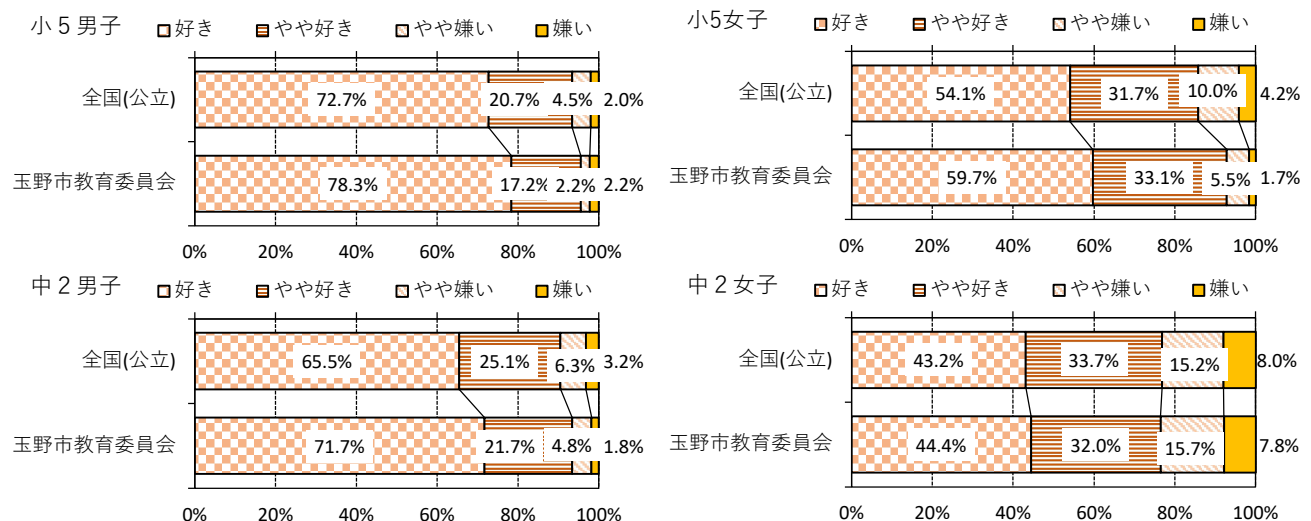 小５男子 好き やや好き やや嫌い 嫌い
全国(公立) 72.7% 20.7% 4.5% 2.0%
玉野市教育委員会 78.3% 17.2% 2.2% 2.2%
0% 20% 40% 60% 80% 100%
小5女子 好き やや好き やや嫌い 嫌い
全国(公立) 54.1% 31.7% 10.0% 4.2%
玉野市教育委員会 59.7% 33.1% 5.5% 1.7%
0% 20% 40% 60% 80% 100%
中２男子 好き やや好き やや嫌い 嫌い
全国(公立) 65.5% 25.1% 6.3% 3.2%
玉野市教育委員会 71.7% 21.7% 4.8% 1.8%
0% 20% 40% 60% 80% 100%
中２女子 好き やや好き やや嫌い 嫌い
全国(公立) 43.2% 33.7% 15.2% 8.0%
玉野市教育委員会 44.4% 32.0% 15.7% 7.8%
0% 20% 40% 60% 80% 100%